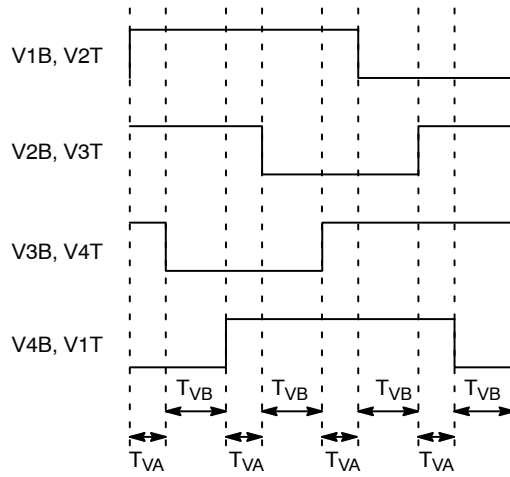 V1B, V2T
V2B, V3T
V3B, V4T
V4B, V1T
TVB TVB TVB TVB
TVA TVA TVA TVA